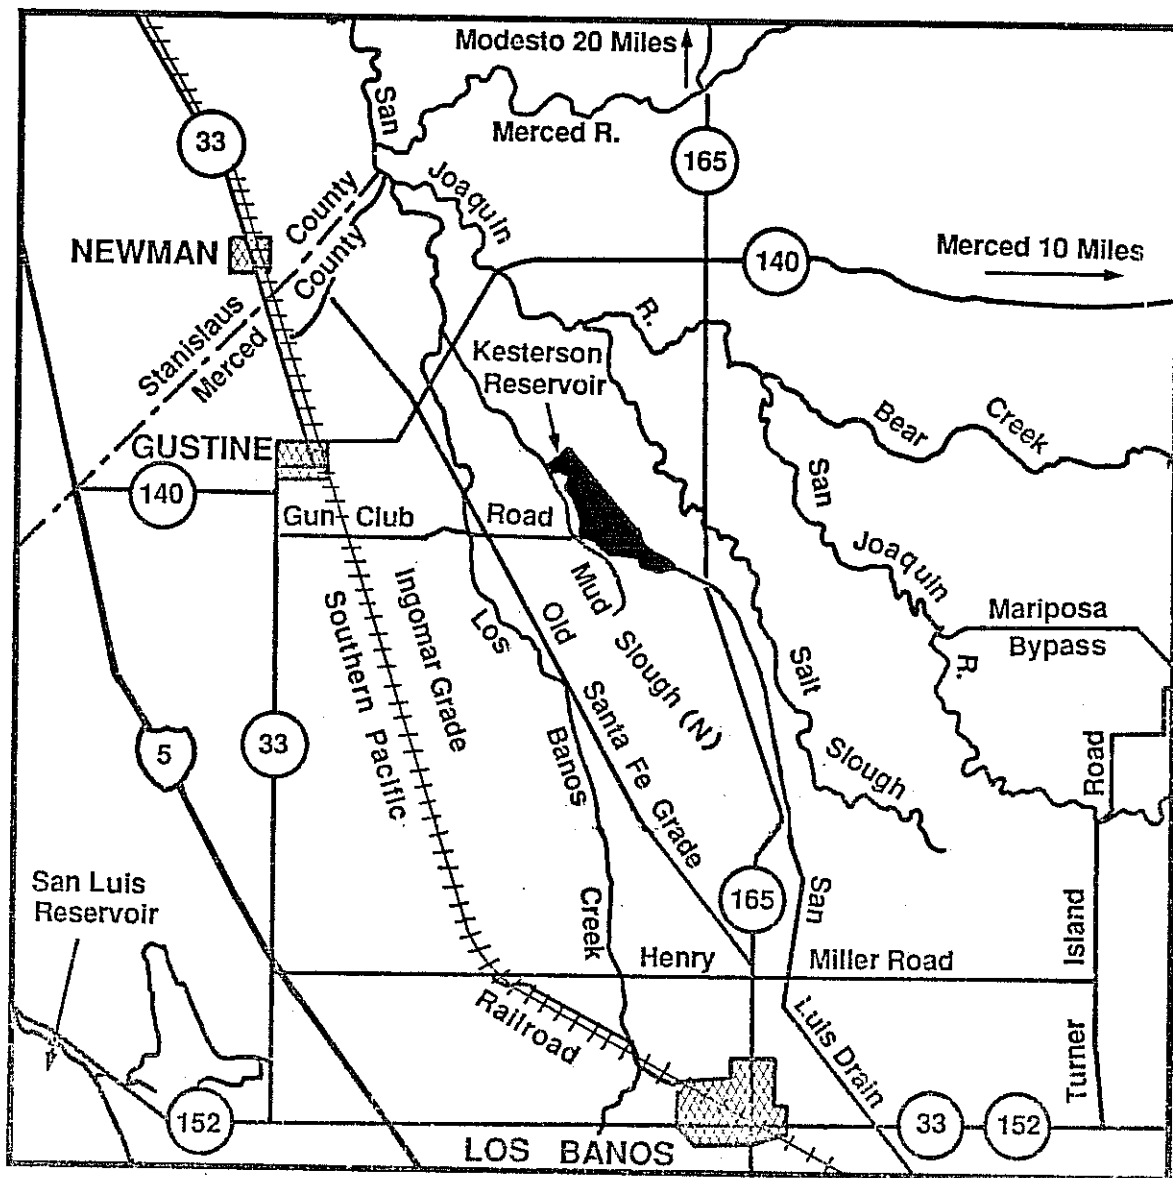 Modesto 20 Miles
San
33
Merced R.
165
Joaquin
County
County
NEWMAN
Merced 10 Miles
140
Stanislaus
Merced
R.
Kesterson
Reservoir
Bear Creek
GUSTINE
140
San
Gun Club Road
Joaquin
Mud
Slough (N)
Ingomar Grade
Southern Pacific
Los
Banos
Creek
Old
Santa Fe Grade
Mariposa
Bypass
R.
Salt
Slough
5
33
Road
Island
Turner
San Luis
Reservoir
165
San
Luis Drain
Henry Miller Road
Railroad
152
33
152
LOS BANOS